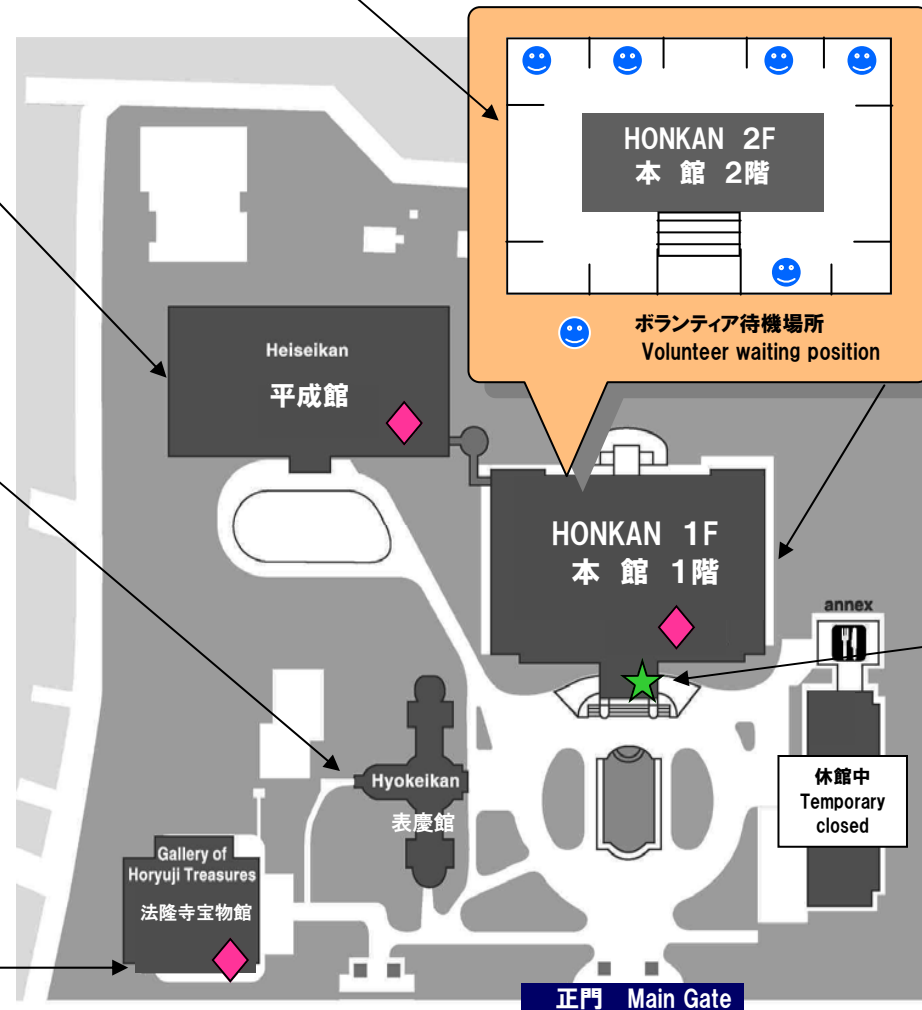 HONKAN 2F
本 館 2階
ボランティア待機場所
Volunteer waiting position
Heiseikan
平成館
HONKAN 1F
本 館 1階
annex
Hyokeikan
表慶館
休館中
Temporary
closed
Gallery of
Horyuji Treasures
法隆寺宝物館
正門 Main Gate